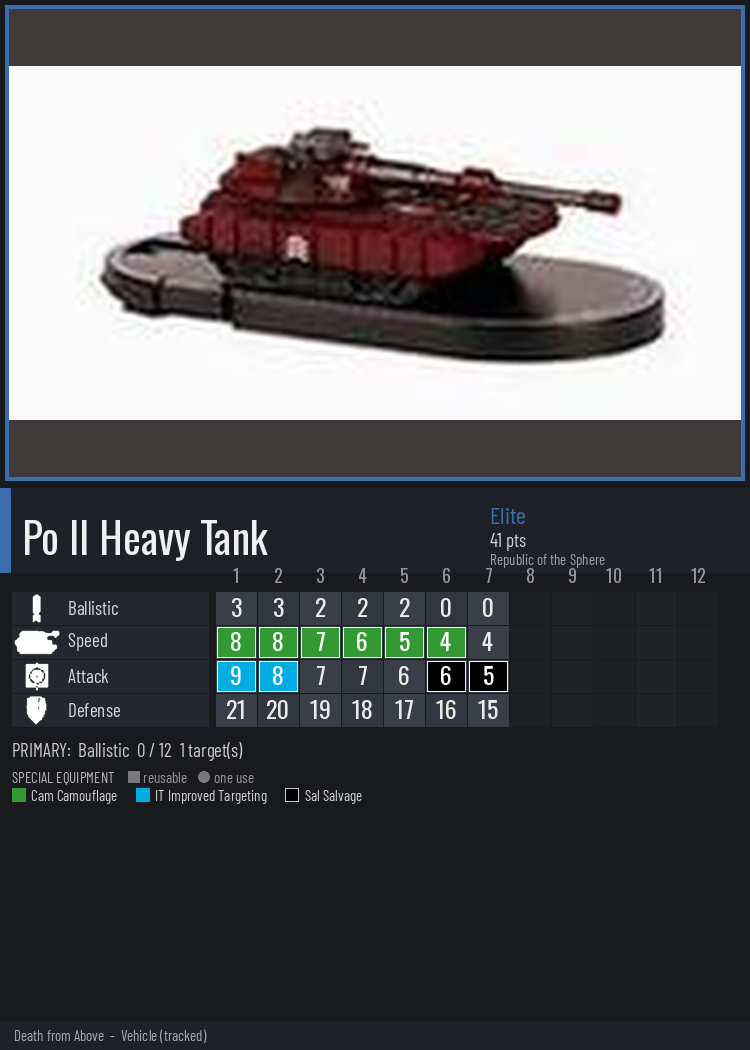 Po II Heavy Tank
Elite
41 pts
Republic of the Sphere
1 2 3 4 5 6 7 8 9 10 11 12
Ballistic 3 3 2 2 2 0 0
Speed 8 8 7 6 5 4 4
Attack 9 8 7 7 6 6 5
Defense 21 20 19 18 17 16 15
PRIMARY: Ballistic 0 / 12 1 target(s)
SPECIAL EQUIPMENT reusable one use
Cam Camouflage IT Improved Targeting Sal Salvage
Death from Above - Vehicle (tracked)